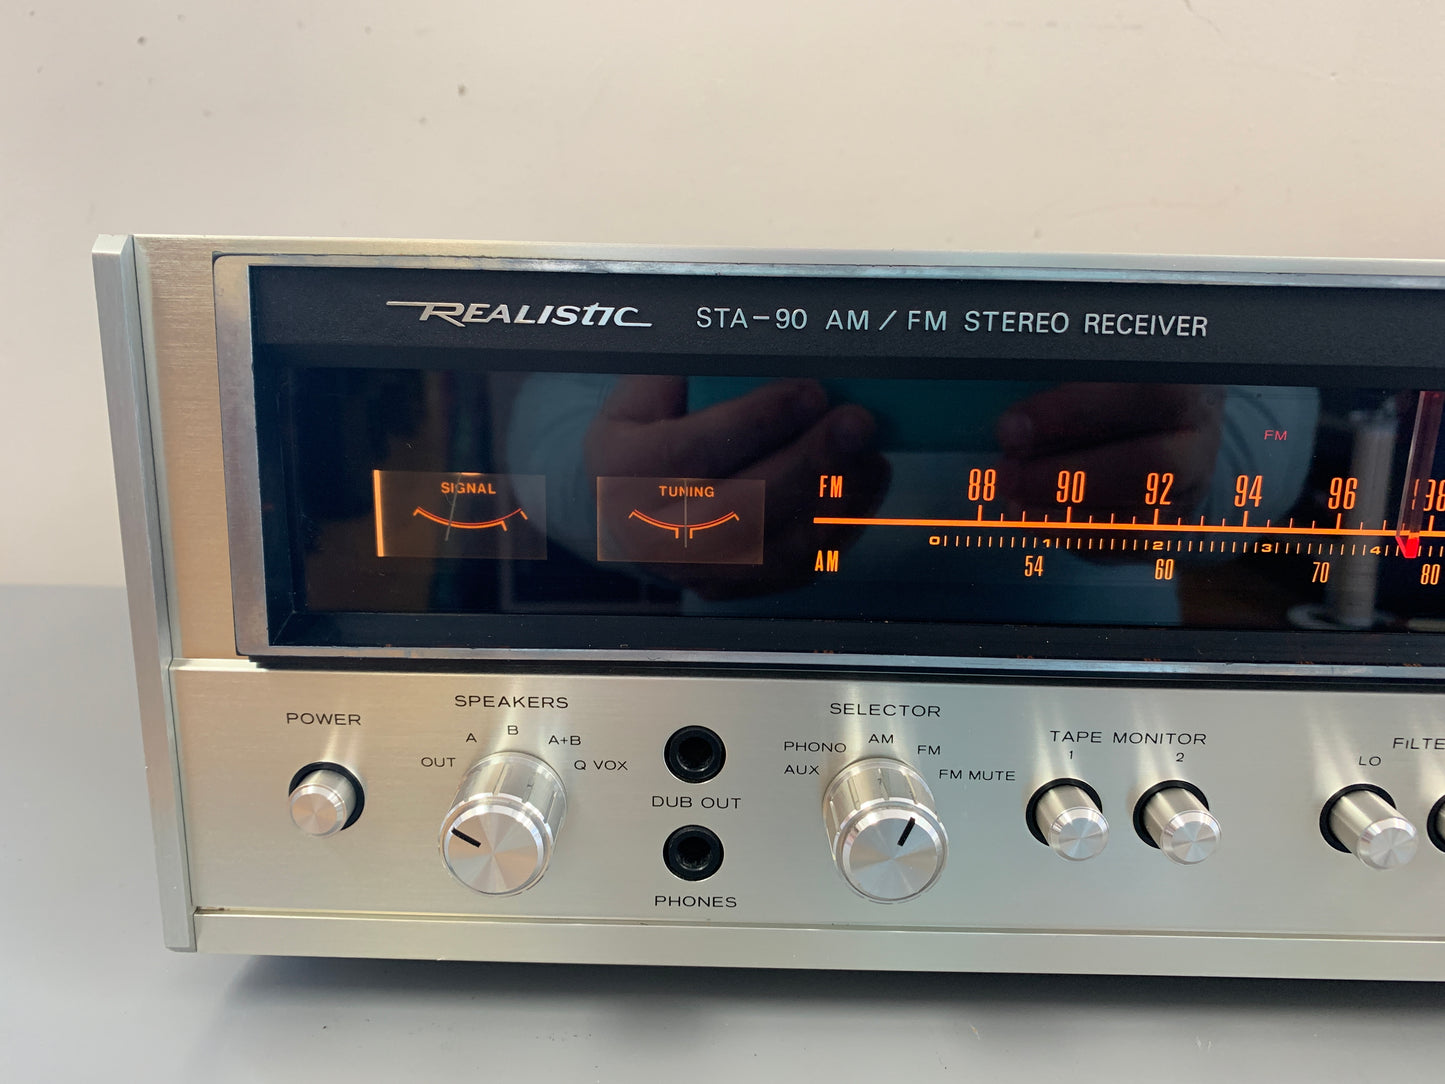 REALISTIC STA-90 AM/FM STEREO RECEIVER
FM
SIGNAL TUNING
FM 88 90 92 94 96 98
0 1 2 3 4
AM 54 60 70 80
POWER
SPEAKERS
OUT A B A+B Q VOX
DUB OUT
PHONES
SELECTOR
AUX PHONO AM FM FM MUTE
TAPE MONITOR
1 2
LO